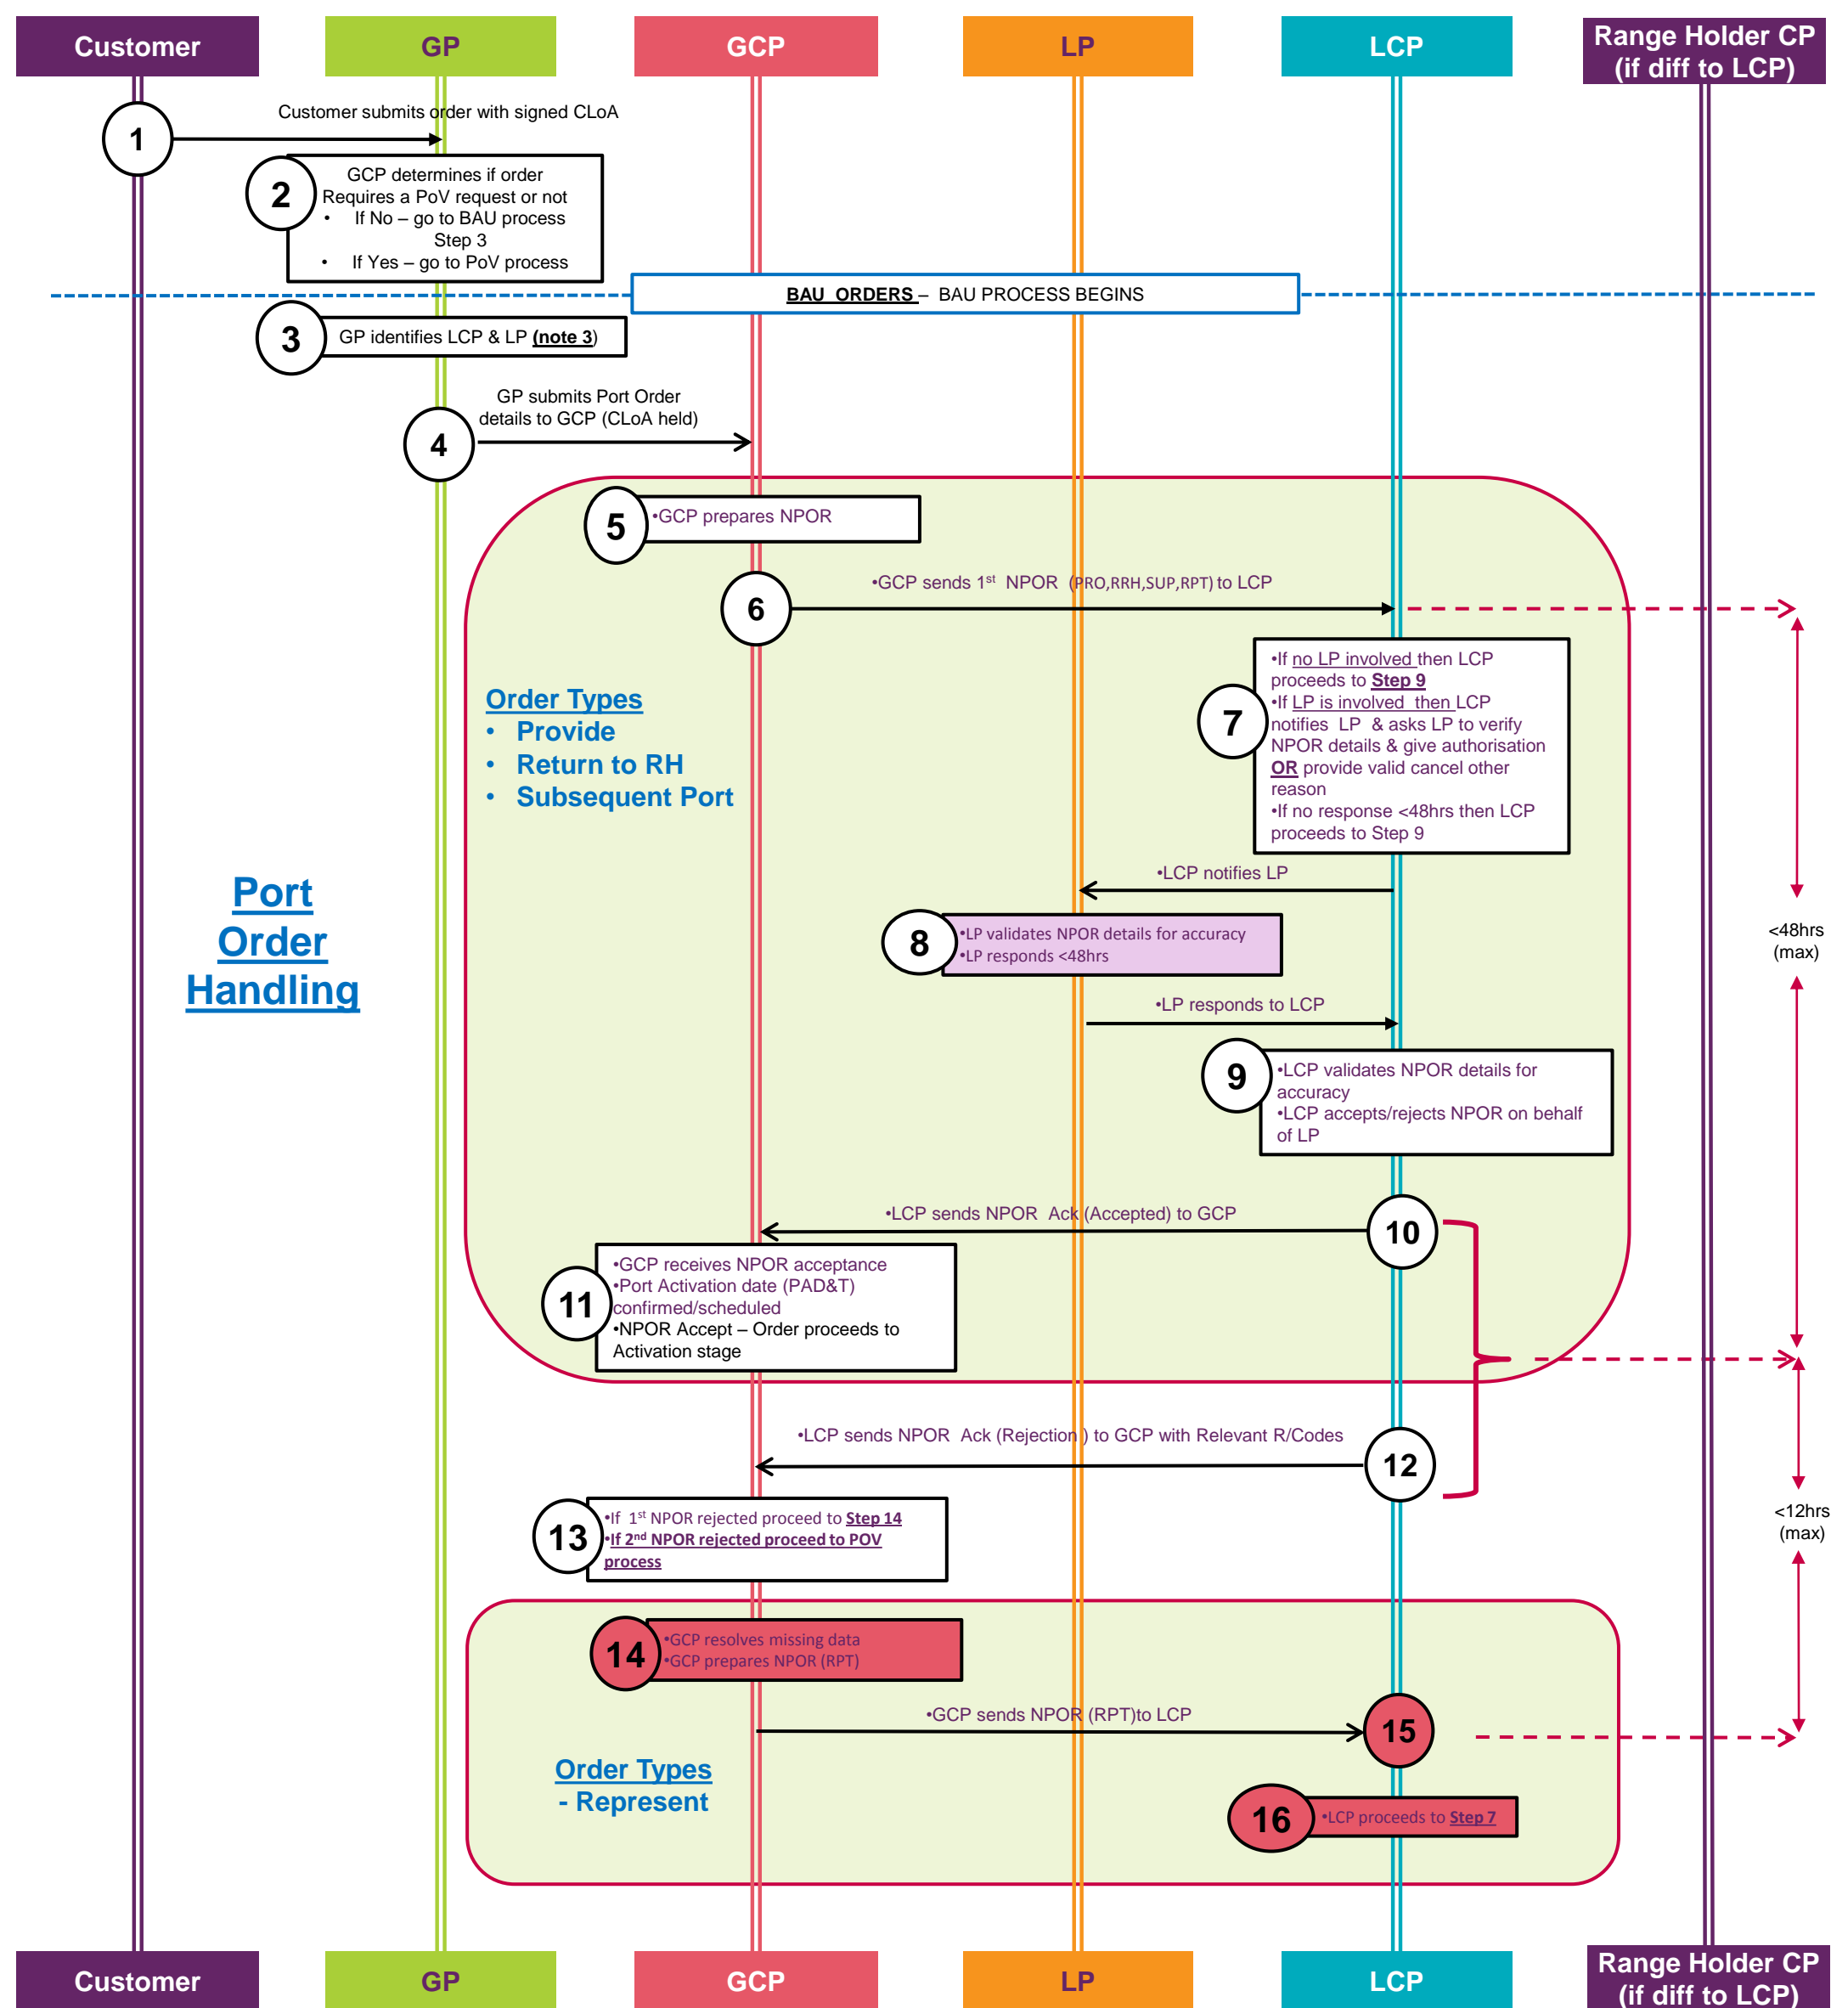 Customer
GP
GCP
LP
LCP
Range Holder CP
(if diff to LCP)
Customer submits order with signed CLoA
1
2
GCP determines if order
Requires a PoV request or not
• If No – go to BAU process
Step 3
• If Yes – go to PoV process
BAU ORDERS – BAU PROCESS BEGINS
3
GP identifies LCP & LP (note 3)
GP submits Port Order
details to GCP (CLoA held)
4
5
•GCP prepares NPOR
•GCP sends 1st NPOR (PRO,RRH,SUP,RPT) to LCP
6
Order Types
• Provide
• Return to RH
• Subsequent Port
7
•If no LP involved then LCP
proceeds to Step 9
•If LP is involved then LCP
notifies LP & asks LP to verify
NPOR details & give authorisation
OR provide valid cancel other
reason
•If no response <48hrs then LCP
proceeds to Step 9
Port
Order
Handling
•LCP notifies LP
8
•LP validates NPOR details for accuracy
•LP responds <48hrs
<48hrs
(max)
•LP responds to LCP
9
•LCP validates NPOR details for
accuracy
•LCP accepts/rejects NPOR on behalf
of LP
•LCP sends NPOR Ack (Accepted) to GCP
10
11
•GCP receives NPOR acceptance
•Port Activation date (PAD&T)
confirmed/scheduled
•NPOR Accept – Order proceeds to
Activation stage
•LCP sends NPOR Ack (Rejection ) to GCP with Relevant R/Codes
12
13
•If 1st NPOR rejected proceed to Step 14
•If 2nd NPOR rejected proceed to POV
process
<12hrs
(max)
14
•GCP resolves missing data
•GCP prepares NPOR (RPT)
•GCP sends NPOR (RPT)to LCP
15
Order Types
- Represent
16
•LCP proceeds to Step 7
Customer
GP
GCP
LP
LCP
Range Holder CP
(if diff to LCP)